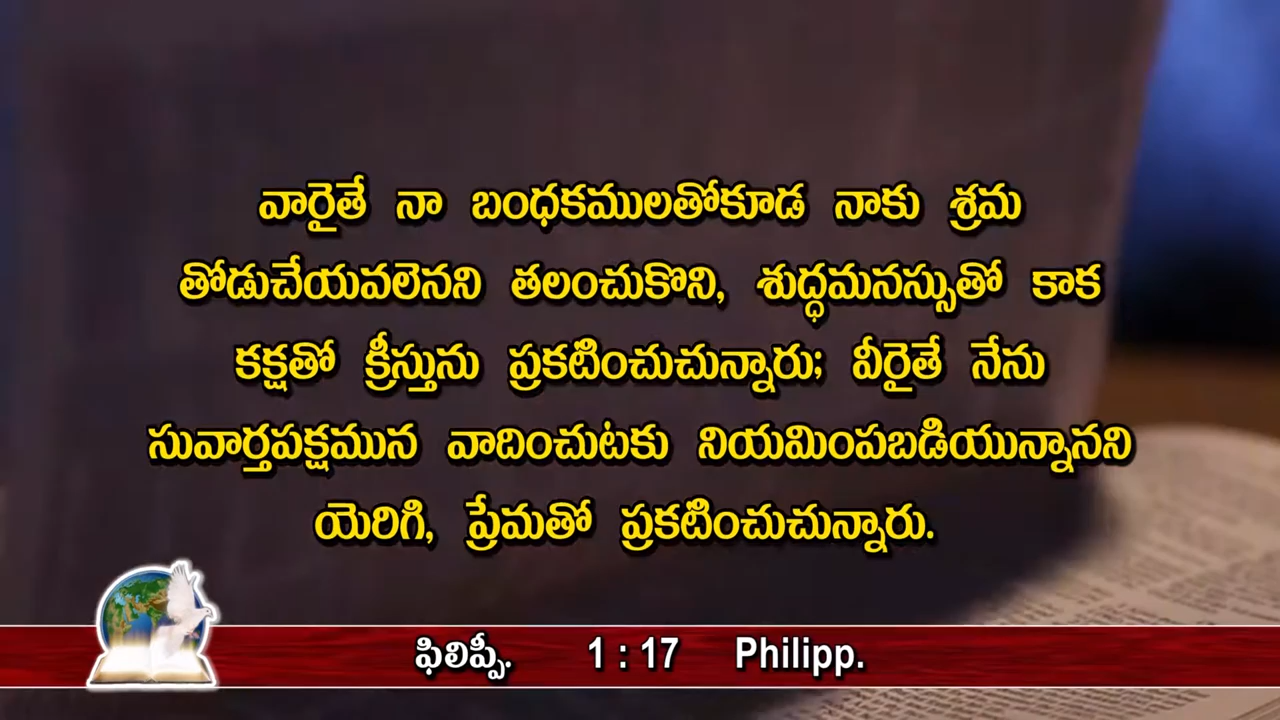 వారైతే నా బంధకములతోకూడ నాకు శ్రమ
తోడుచేయవలెనని తలంచుకొని, శుద్ధమనస్సుతో కాక
కక్షతో క్రీస్తును ప్రకటించుచున్నారు; వీరైతే నేను
సువార్తపక్షమున వాదించుటకు నియమింపబడియున్నానని
యెరిగి, ప్రేమతో ప్రకటించుచున్నారు.
ఫిలిప్పీ. 1 : 17 Philipp.